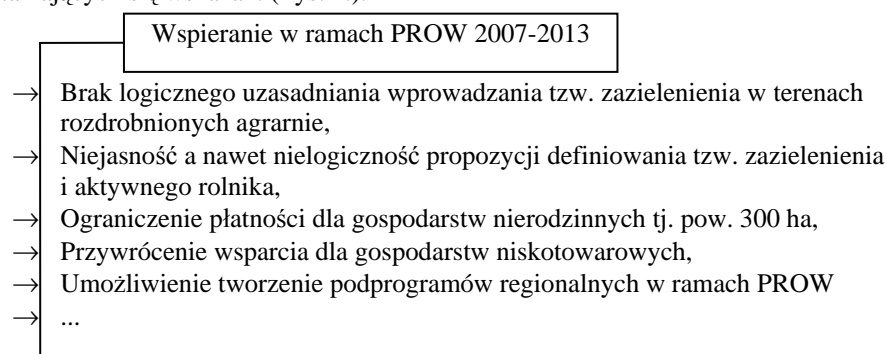 Wspieranie w ramach PROW 2007-2013
→ Brak logicznego uzasadniania wprowadzania tzw. zazielenienia w terenach
rozdrobnionych agrarnie,
→ Niejasność a nawet nielogiczność propozycji definiowania tzw. zazielenienia
i aktywnego rolnika,
→ Ograniczenie płatności dla gospodarstw nierodzinnych tj. pow. 300 ha,
→ Przywrócenie wsparcia dla gospodarstw niskotowarowych,
→ Umożliwienie tworzenie podprogramów regionalnych w ramach PROW
→ ...